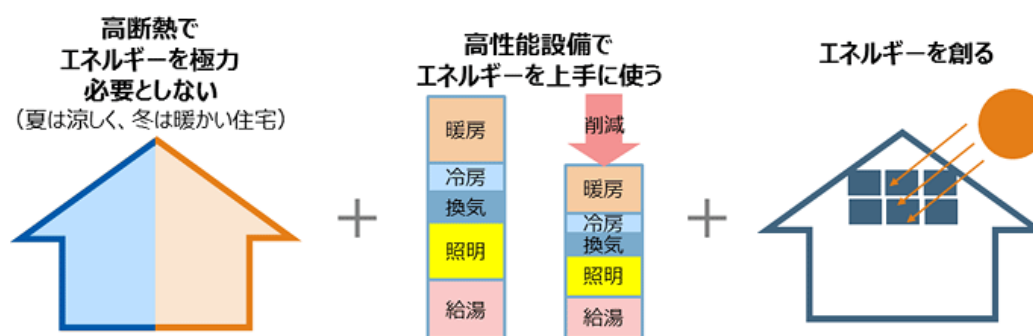 高断熱で
エネルギーを極力
必要としない
（夏は涼しく、冬は暖かい住宅）
高性能設備で
エネルギーを上手に使う
暖房
冷房
換気
照明
給湯
削減
暖房
冷房
換気
照明
給湯
エネルギーを創る